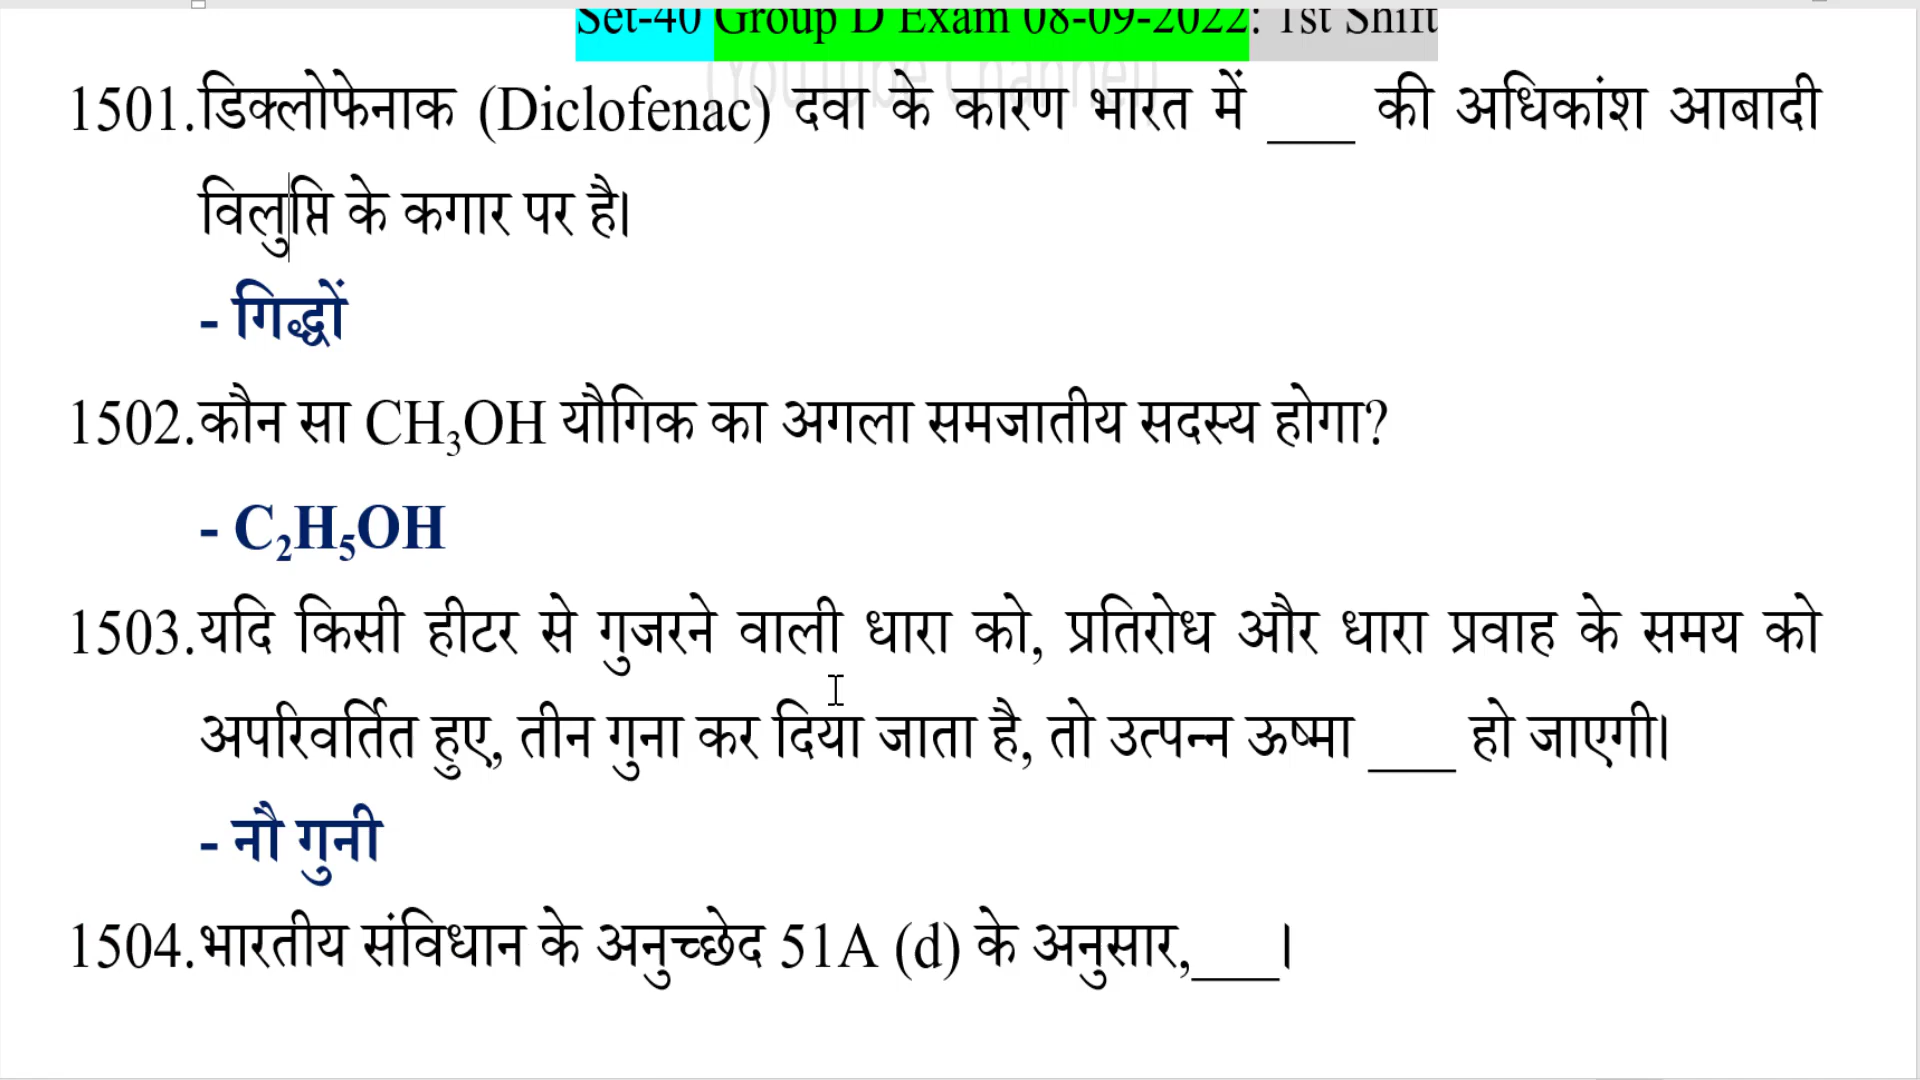 Set-40 Group D Exam 08-09-2022: 1st Shift
(YouTube Channel)
1501.डिक्लोफेनाक (Diclofenac) दवा के कारण भारत में ___ की अधिकांश आबादी
विलुप्ति के कगार पर है।
- गिद्धों
1502.कौन सा CH₃OH यौगिक का अगला समजातीय सदस्य होगा?
- C₂H₅OH
1503.यदि किसी हीटर से गुजरने वाली धारा को, प्रतिरोध और धारा प्रवाह के समय को
अपरिवर्तित हुए, तीन गुना कर दिया जाता है, तो उत्पन्न ऊष्मा ___ हो जाएगी।
- नौ गुनी
1504.भारतीय संविधान के अनुच्छेद 51A (d) के अनुसार,___।